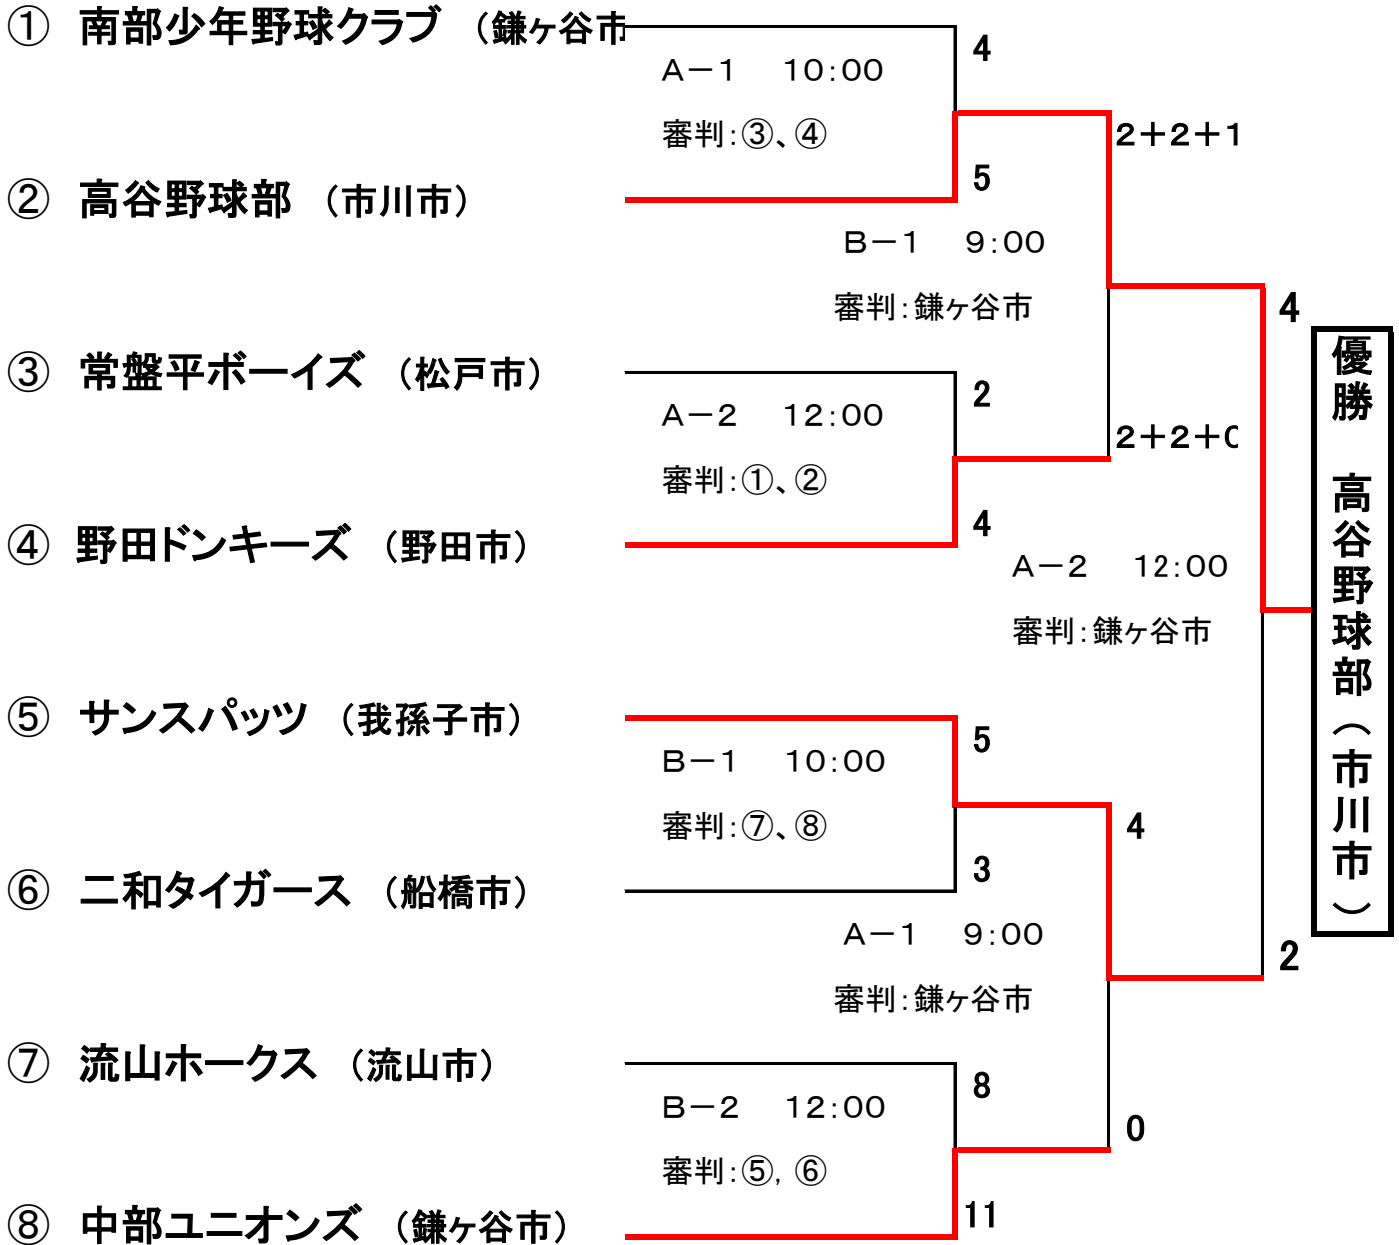 ① 南部少年野球クラブ （鎌ヶ谷市
4
A－1 10:00
審判:③、④
2+2+1
5
② 高谷野球部 （市川市）
B－1 9:00
審判:鎌ヶ谷市
4
③ 常盤平ボーイズ （松戸市）
2
A－2 12:00
2+2+0
審判:①、②
4
④ 野田ドンキーズ （野田市）
A－2 12:00
審判:鎌ヶ谷市
優勝 高谷野球部（市川市）
⑤ サンスパッツ （我孫子市）
5
B－1 10:00
審判:⑦、⑧
4
3
⑥ 二和タイガース （船橋市）
A－1 9:00
2
審判:鎌ヶ谷市
⑦ 流山ホークス （流山市）
8
B－2 12:00
0
審判:⑤, ⑥
11
⑧ 中部ユニオンズ （鎌ヶ谷市）